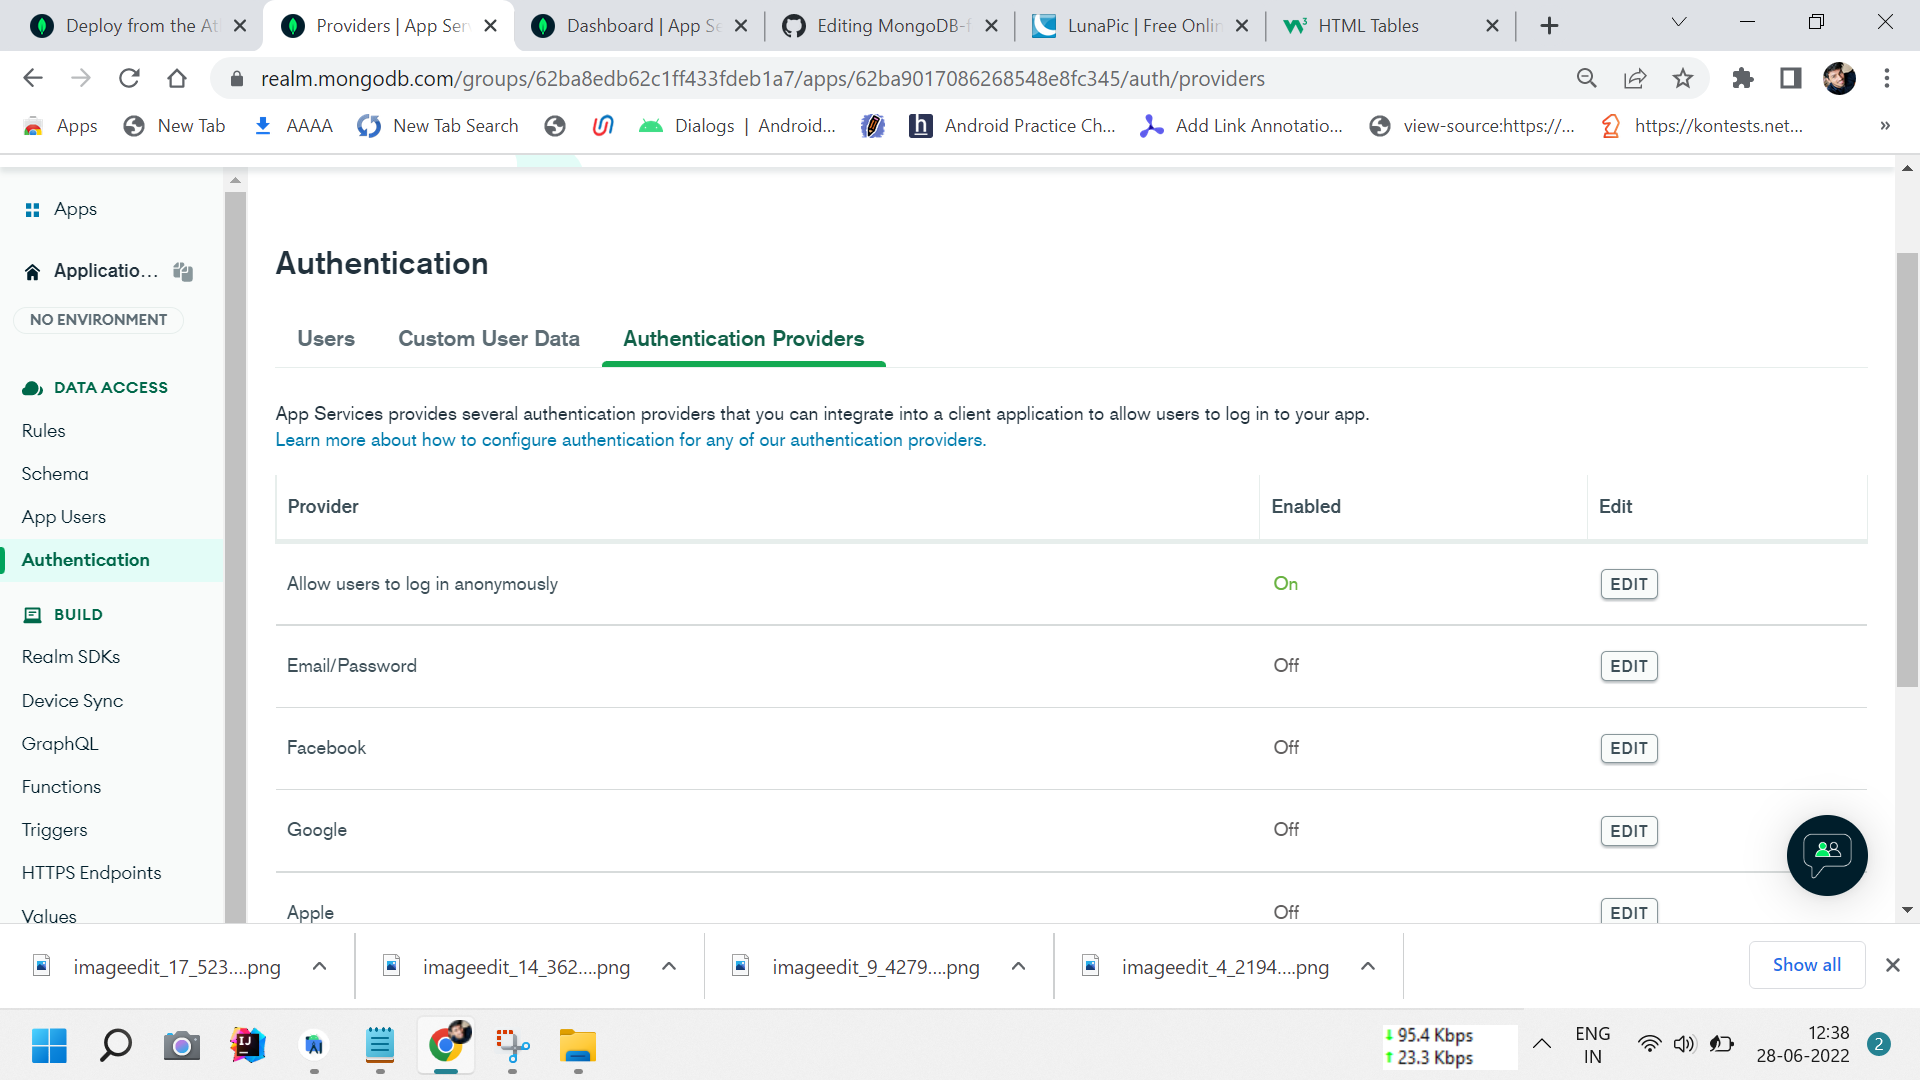 Deploy from the Atl
Providers | App Ser
Dashboard | App Se
Editing MongoDB-f
LunaPic | Free Onlin
HTML Tables
realm.mongodb.com/groups/62ba8edb62c1ff433fdeb1a7/apps/62ba9017086268548e8fc345/auth/providers
Apps
New Tab
AAAA
New Tab Search
Dialogs | Android...
Android Practice Ch...
Add Link Annotatio...
view-source:https://...
https://kontests.net...
»
Apps
Applicatio...
NO ENVIRONMENT
DATA ACCESS
Rules
Schema
App Users
Authentication
BUILD
Realm SDKs
Device Sync
GraphQL
Functions
Triggers
HTTPS Endpoints
Values
Authentication
Users
Custom User Data
Authentication Providers
App Services provides several authentication providers that you can integrate into a client application to allow users to log in to your app.
Learn more about how to configure authentication for any of our authentication providers.
Provider Enabled Edit
Allow users to log in anonymously On EDIT
Email/Password Off EDIT
Facebook Off EDIT
Google Off EDIT
Apple Off EDIT
imageedit_17_523....png
imageedit_14_362....png
imageedit_9_4279....png
imageedit_4_2194....png
Show all
95.4 Kbps
23.3 Kbps
ENG
IN
12:38
28-06-2022
2